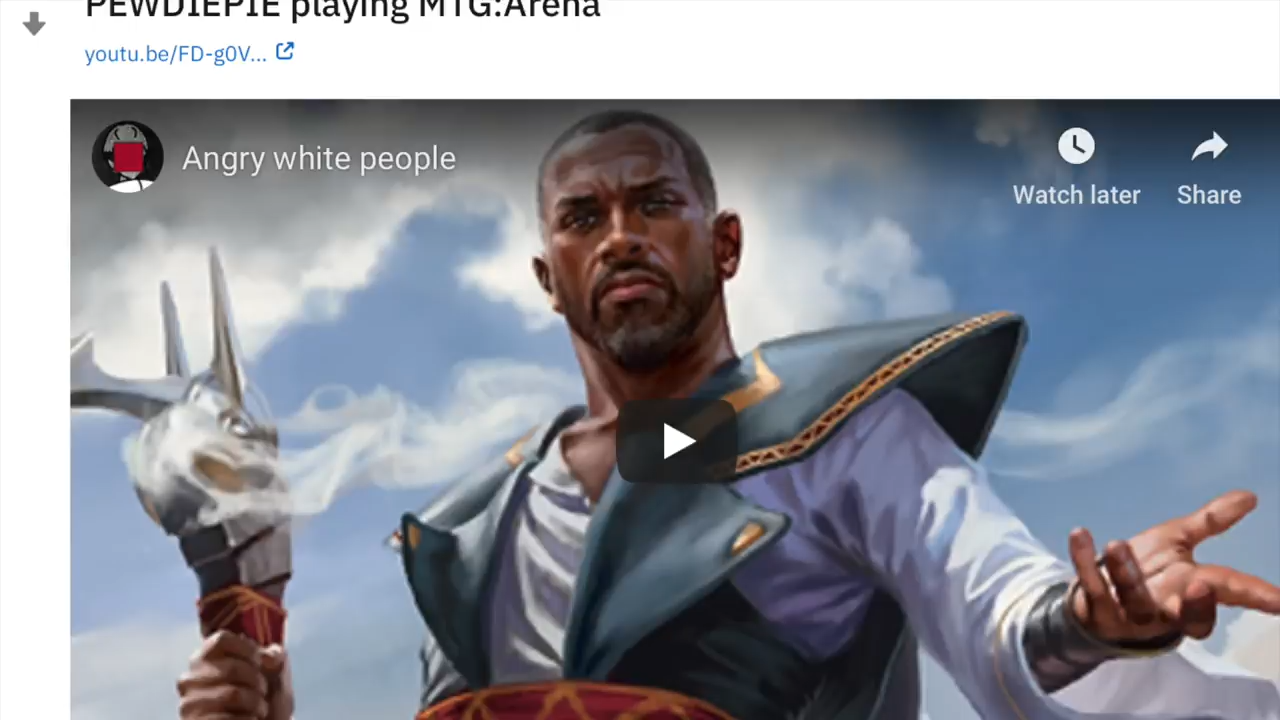 PEWDIEPIE playing MTG:Arena
youtu.be/FD-g0V...
Angry white people
Watch later
Share